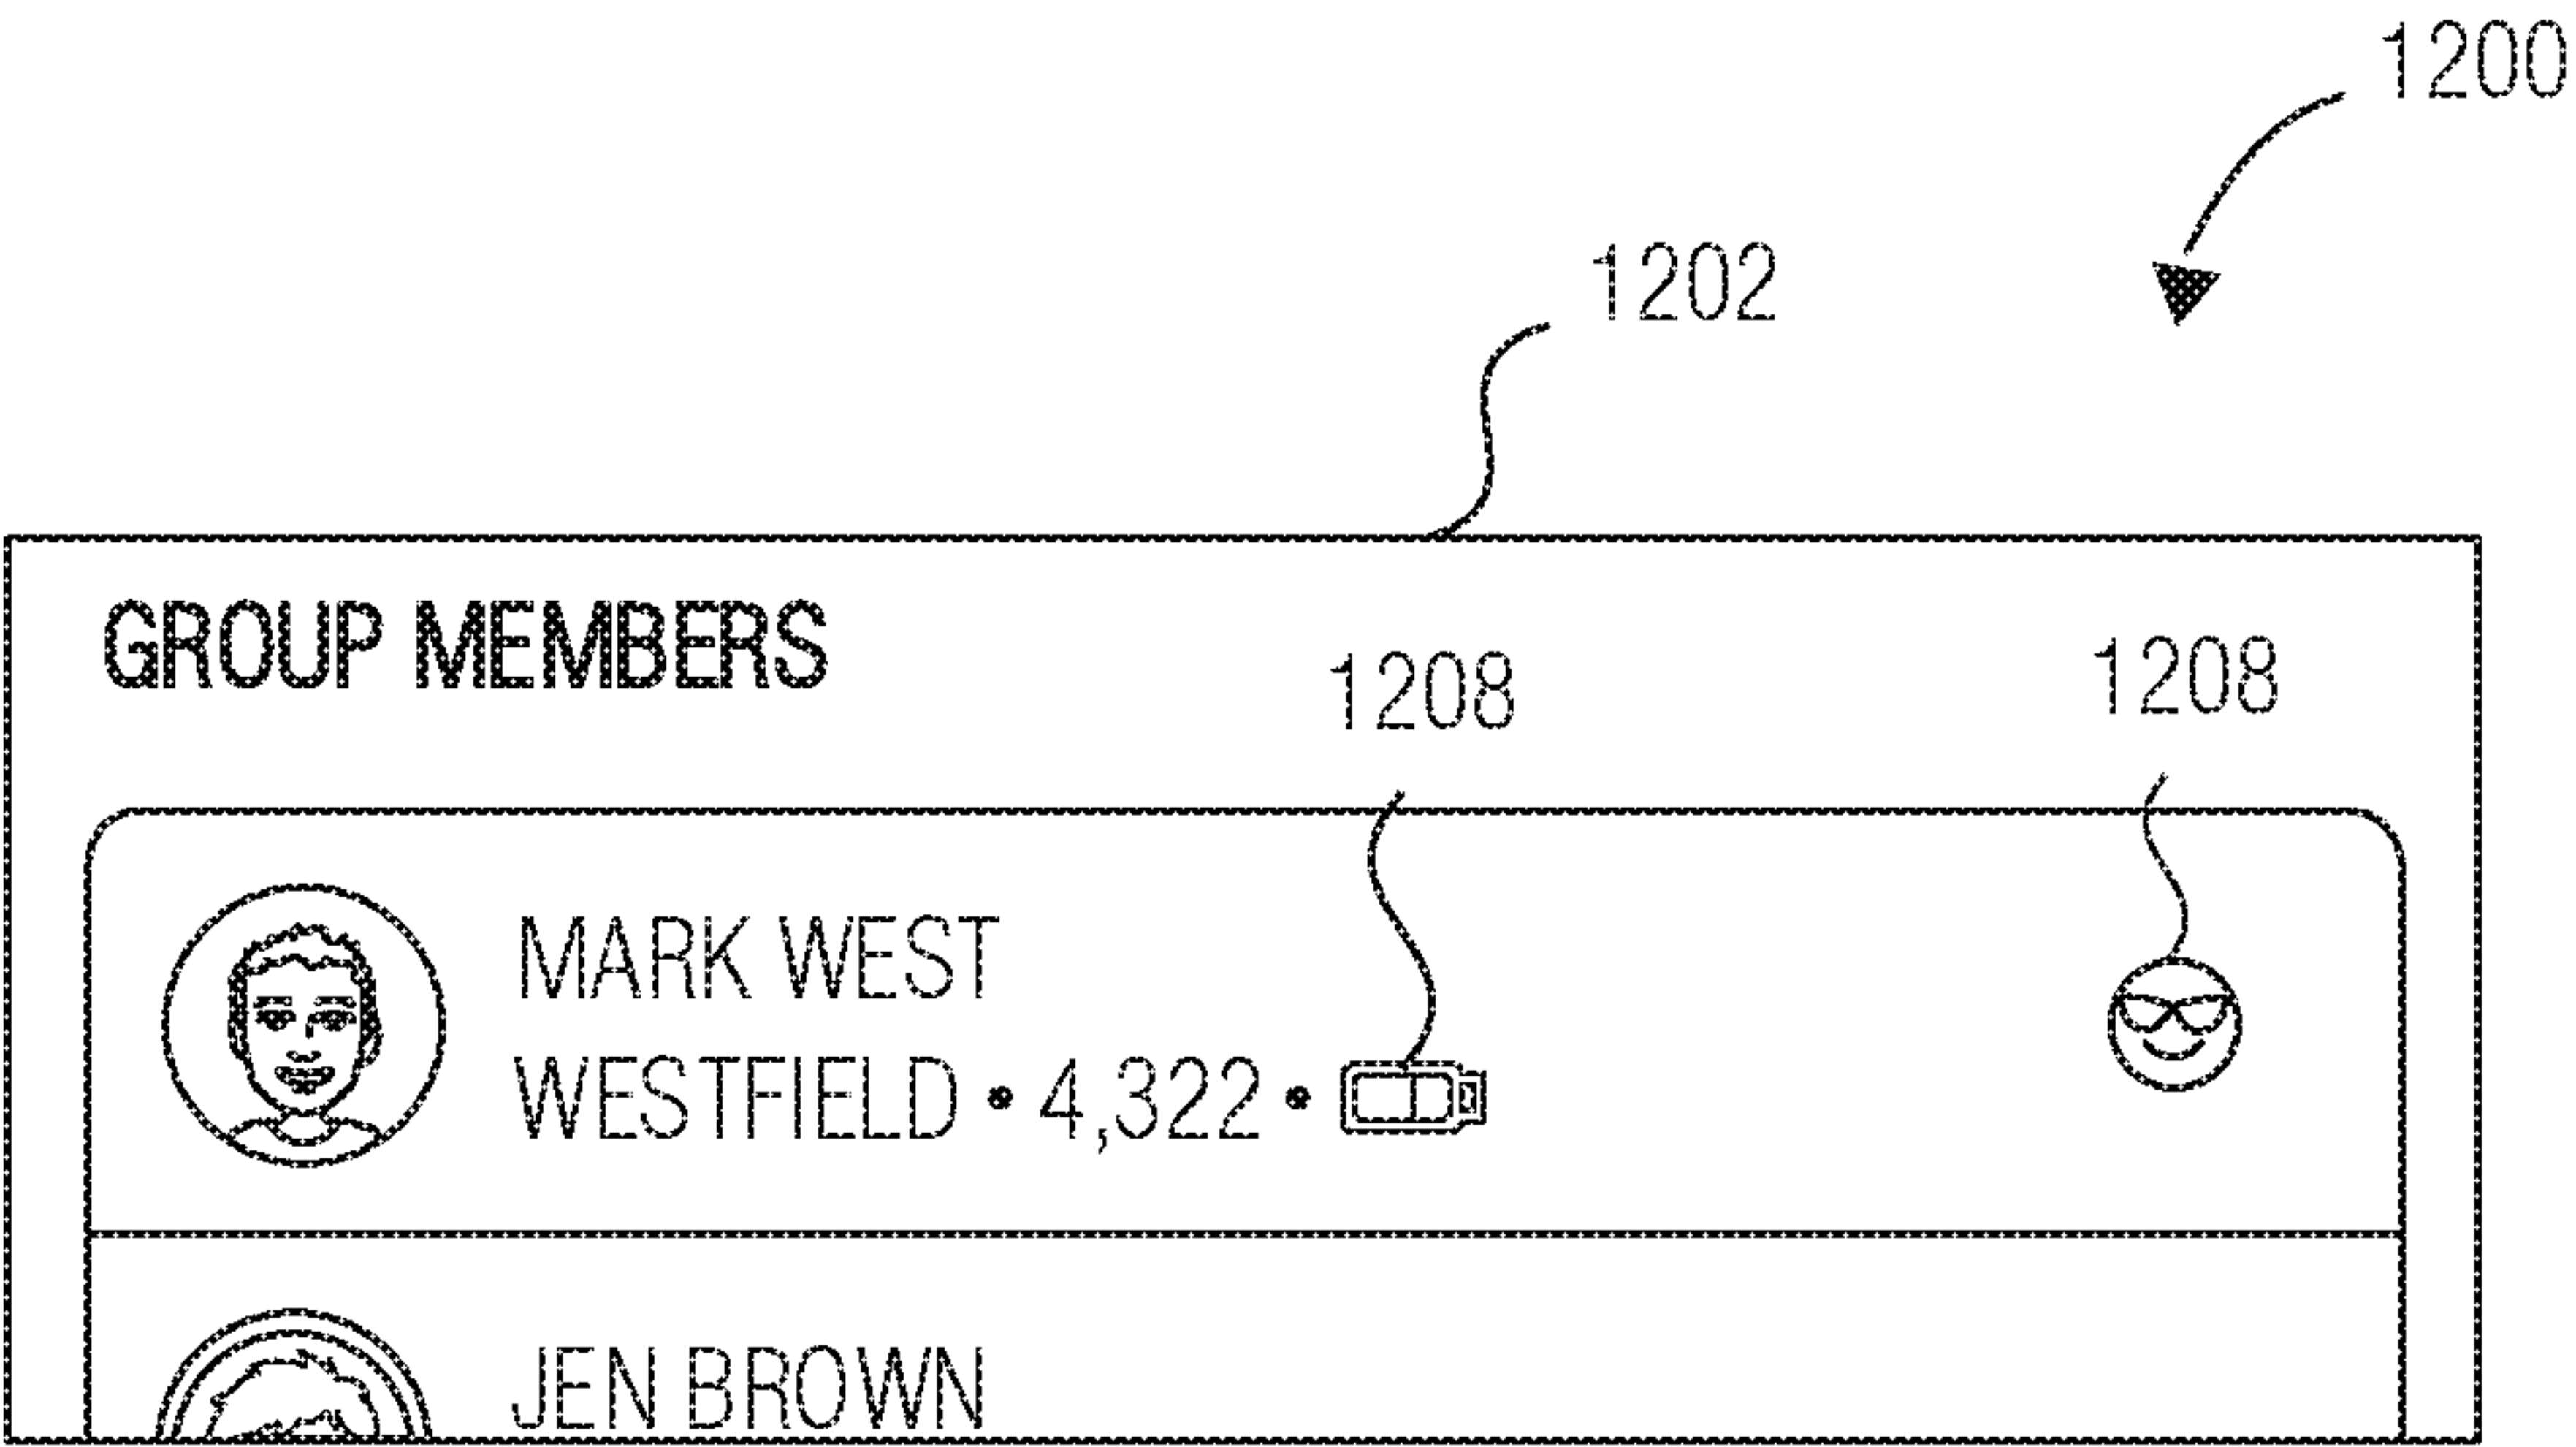 1200
1202
GROUP MEMBERS
1208 1208
MARK WEST
WESTFIELD • 4,322 •
JEN BROWN